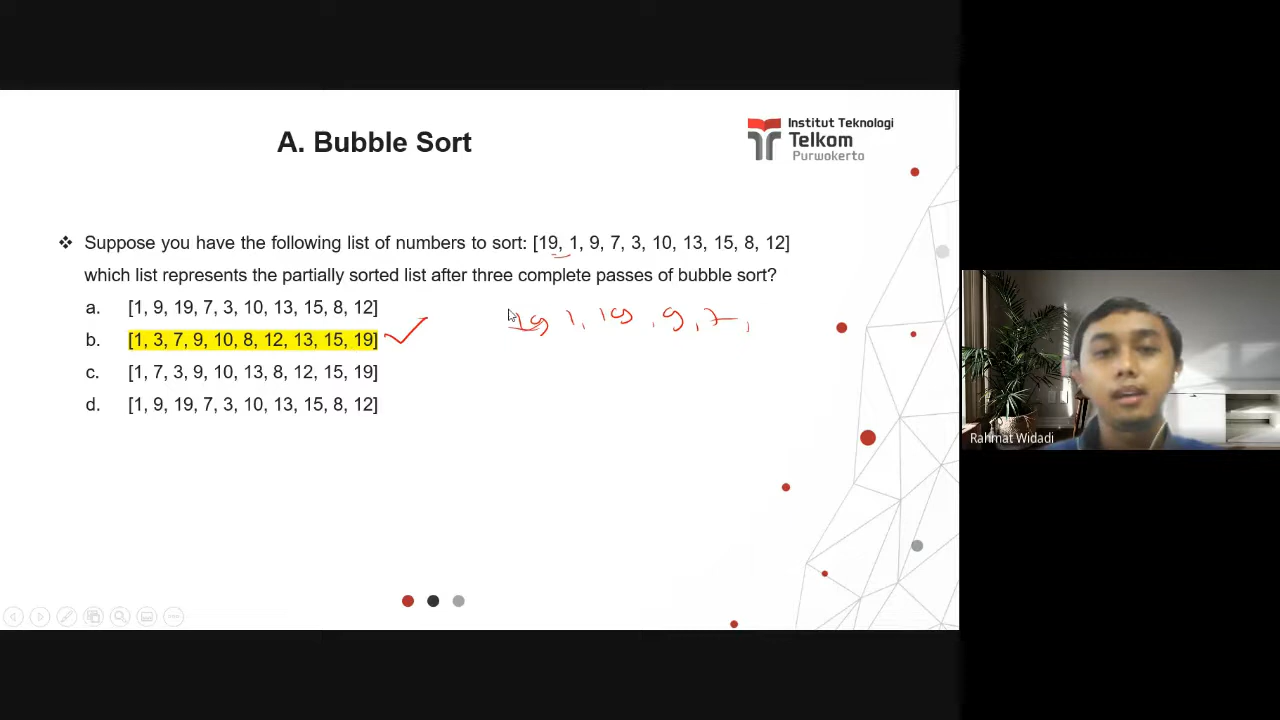 A. Bubble Sort
Institut Teknologi
Telkom
Purwokerto
❖ Suppose you have the following list of numbers to sort: [19, 1, 9, 7, 3, 10, 13, 15, 8, 12]
which list represents the partially sorted list after three complete passes of bubble sort?
a. [1, 9, 19, 7, 3, 10, 13, 15, 8, 12]
b. [1, 3, 7, 9, 10, 8, 12, 13, 15, 19]
c. [1, 7, 3, 9, 10, 13, 8, 12, 15, 19]
d. [1, 9, 19, 7, 3, 10, 13, 15, 8, 12]
19 1, 19, 9, 7,
Rahmat Widadi